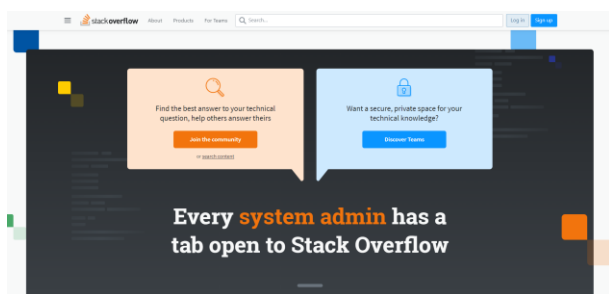 stack overflow About Products For Teams Search... Log in Sign up
Find the best answer to your technical
question, help others answer theirs
Join the community
or search content
Want a secure, private space for your
technical knowledge?
Discover Teams
Every system admin has a
tab open to Stack Overflow